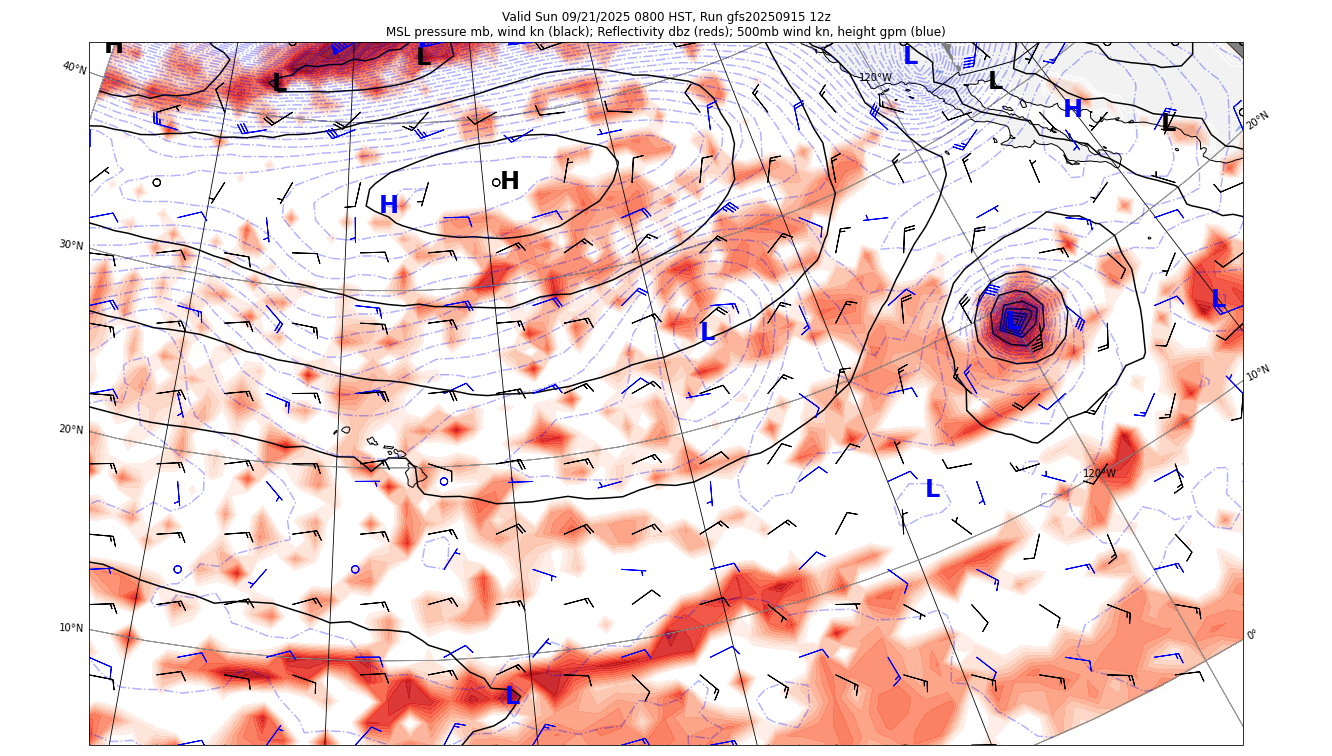 Valid Sun 09/21/2025 0800 HST, Run gfs20250915 12z
MSL pressure mb, wind kn (black); Reflectivity dbz (reds); 500mb wind kn, height gpm (blue)
H
L
L
L
L
H
L
40°N
120°W
20°N
H
H
30°N
L
L
10°N
20°N
120°W
L
10°N
0°
L